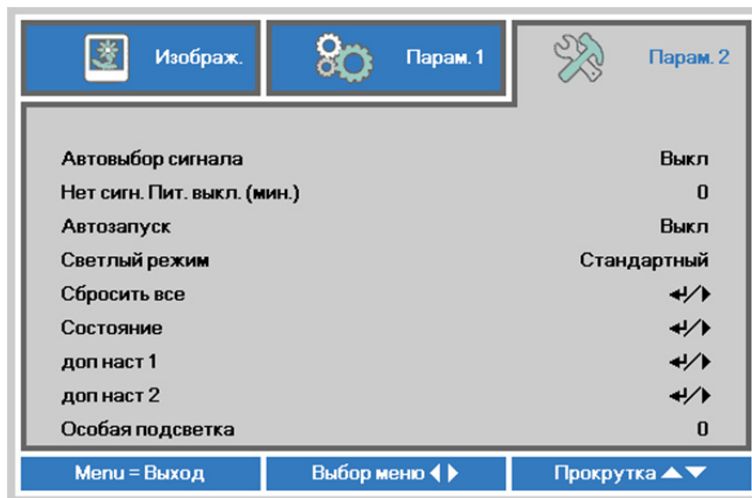 Изображ. Парам. 1 Парам. 2
Автовыбор сигнала Выкл
Нет сигн. Пит. выкл. (мин.) 0
Автозапуск Выкл
Светлый режим Стандартный
Сбросить все ↵/▶
Состояние ↵/▶
доп наст 1 ↵/▶
доп наст 2 ↵/▶
Особая подсветка 0
Menu = Выход Выбор меню ◀ ▶ Прокрутка ▲▼